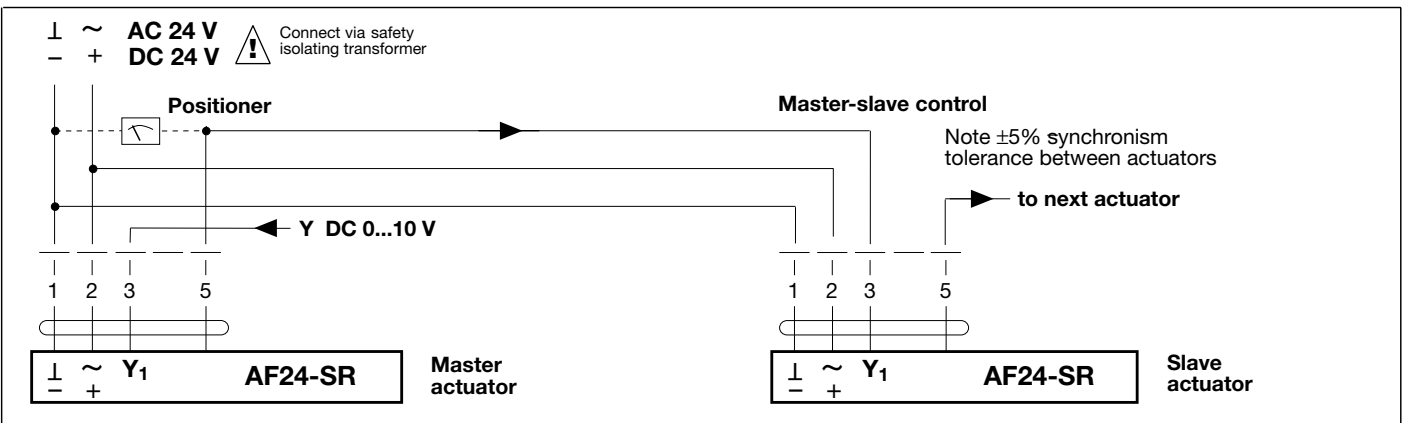 ⊥ ~ AC 24 V
– + DC 24 V
Connect via safety
isolating transformer
Positioner
Master-slave control
Note ±5% synchronism
tolerance between actuators
to next actuator
Y DC 0...10 V
1 2 3 5
1 2 3 5
⊥ ~ Y1 AF24-SR
– +
Master
actuator
⊥ ~ Y1 AF24-SR
– +
Slave
actuator